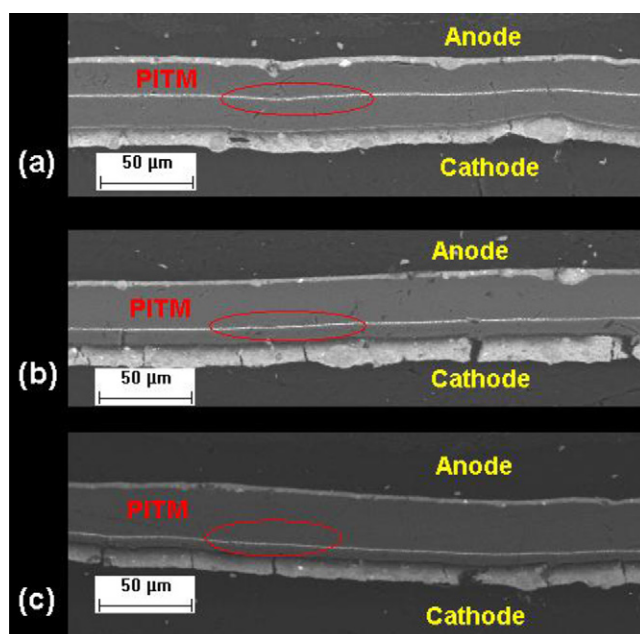 Anode
PITM
(a)
50 µm
Cathode
Anode
PITM
(b)
50 µm
Cathode
Anode
PITM
(c)
50 µm
Cathode